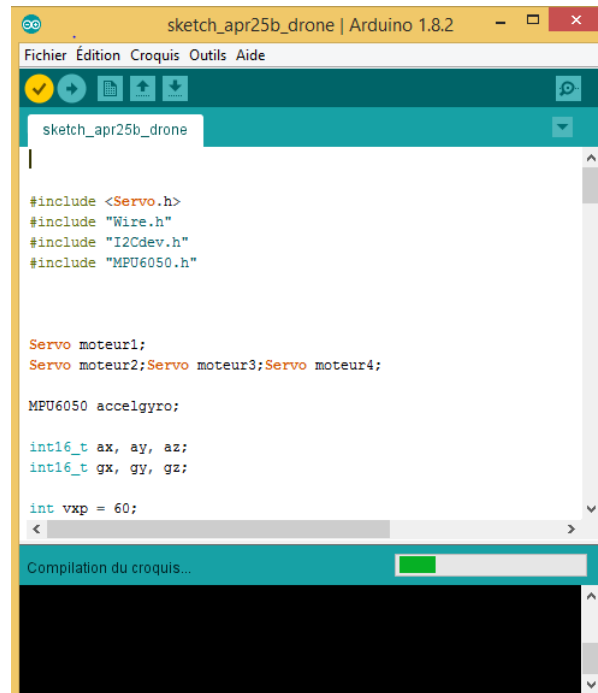 sketch_apr25b_drone | Arduino 1.8.2
Fichier Édition Croquis Outils Aide
sketch_apr25b_drone
#include <Servo.h>
#include "Wire.h"
#include "I2Cdev.h"
#include "MPU6050.h"
Servo moteur1;
Servo moteur2;Servo moteur3;Servo moteur4;
MPU6050 accelgyro;
int16_t ax, ay, az;
int16_t gx, gy, gz;
int vxp = 60;
Compilation du croquis...